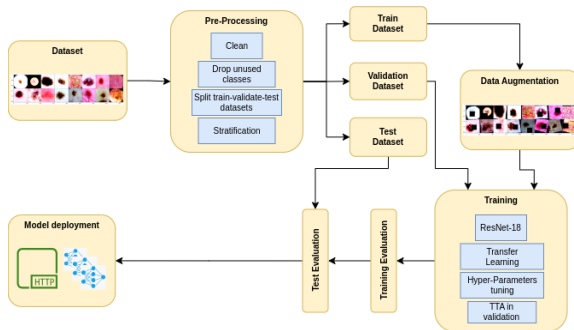 Dataset
Pre-Processing
Clean
Drop unused
classes
Split train-validate-test
datasets
Stratification
Train
Dataset
Validation
Dataset
Test
Dataset
Data Augmentation
Training
ResNet-18
Transfer
Learning
Hyper-Parameters
tuning
TTA in
validation
Training Evaluation
Test Evaluation
Model deployment
HTTP